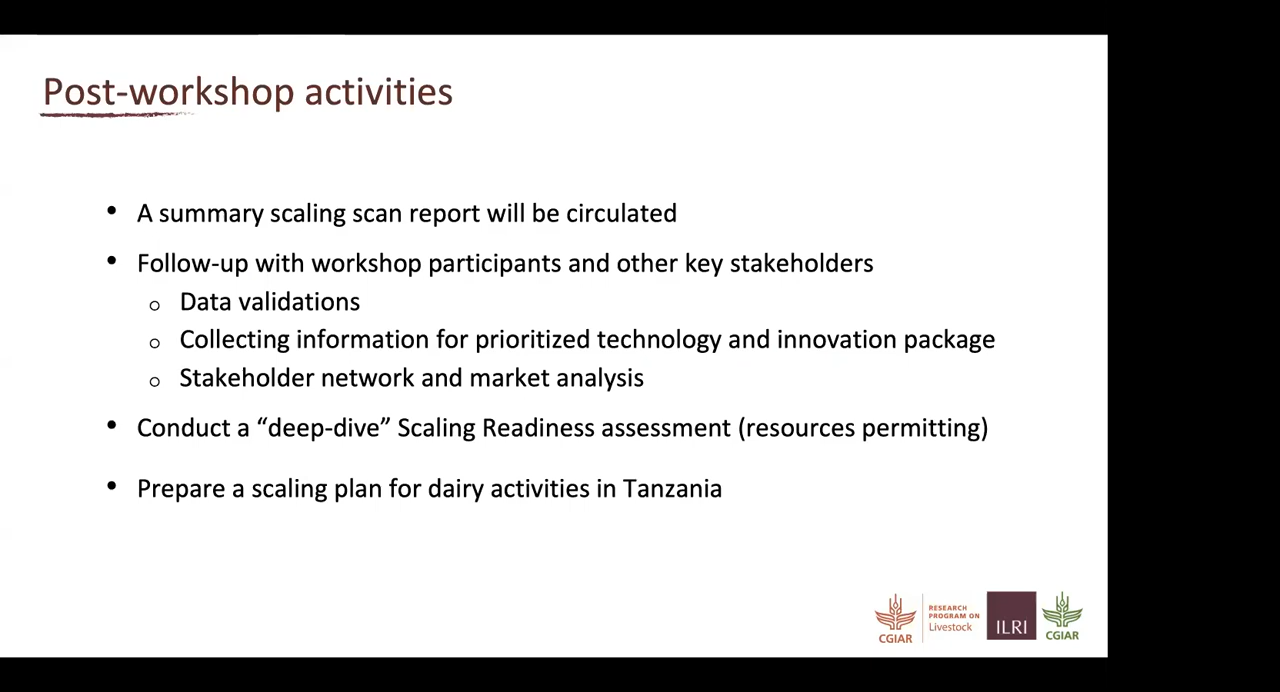 Post-workshop activities
• A summary scaling scan report will be circulated
• Follow-up with workshop participants and other key stakeholders
o Data validations
o Collecting information for prioritized technology and innovation package
o Stakeholder network and market analysis
• Conduct a “deep-dive” Scaling Readiness assessment (resources permitting)
• Prepare a scaling plan for dairy activities in Tanzania
CGIAR
RESEARCH
PROGRAM ON
Livestock
ILRI
CGIAR